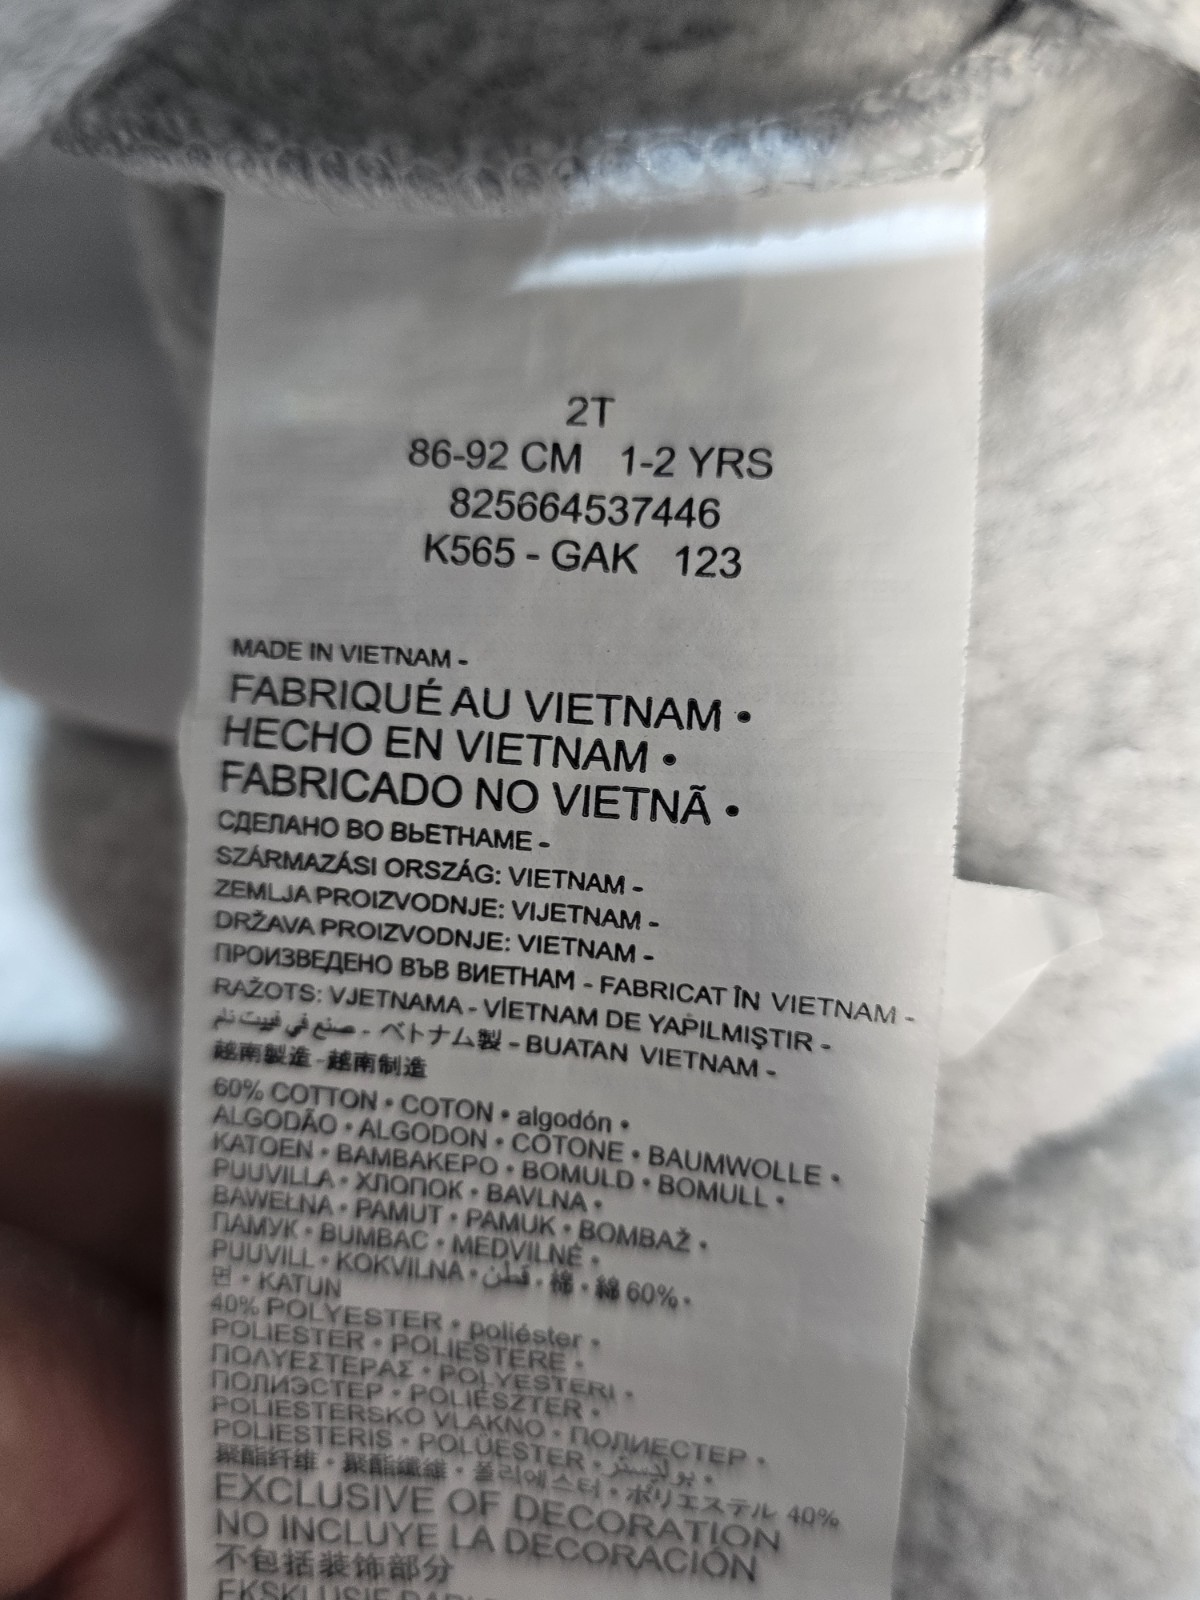 2T
86-92 CM 1-2 YRS
825664537446
K565 - GAK 123
MADE IN VIETNAM -
FABRIQUÉ AU VIETNAM •
HECHO EN VIETNAM •
FABRICADO NO VIETNÃ •
СДЕЛАНО ВО ВЬЕТНАМЕ -
SZÁRMAZÁSI ORSZÁG: VIETNAM -
ZEMLJA PROIZVODNJE: VIJETNAM -
DRŽAVA PROIZVODNJE: VIETNAM -
ПРОИЗВЕДЕНО ВЪВ ВИЕТНАМ - FABRICAT ÎN VIETNAM -
RAŽOTS: VJETNAMA - VİETNAM DE YAPILMIŞTIR -
صنع في فييت نام - ベトナム製 - BUATAN VIETNAM -
越南製造 - 越南制造
60% COTTON • COTON • algodón •
ALGODÃO • ALGODON • COTONE • BAUMWOLLE •
KATOEN • BAMBAKEPO • BOMULD • BOMULL •
PUUVILLA • ХЛОПОК • BAVLNA •
BAWEŁNA • PAMUT • PAMUK • BOMBAŽ •
ПАМУК • BUMBAC • MEDVILNĖ •
PUUVILL • KOKVILNA • قطن • 棉 • 綿 60% •
면 • KATUN
40% POLYESTER • poliéster •
POLIESTER • POLIESTERE •
ΠΟΛΥΕΣΤΕΡΑΣ • POLYESTERI •
ПОЛИЭСТЕР • POLIÉSZTER •
POLIESTERSKO VLAKNO • ПОЛИЕСТЕР •
POLIESTERIS • POLÜESTER • بوليستر •
聚酯纤维 • 聚酯纖維 • 폴리에스터 • ポリエステル 40%
EXCLUSIVE OF DECORATION
NO INCLUYE LA DECORACIÓN
不包括装饰部分